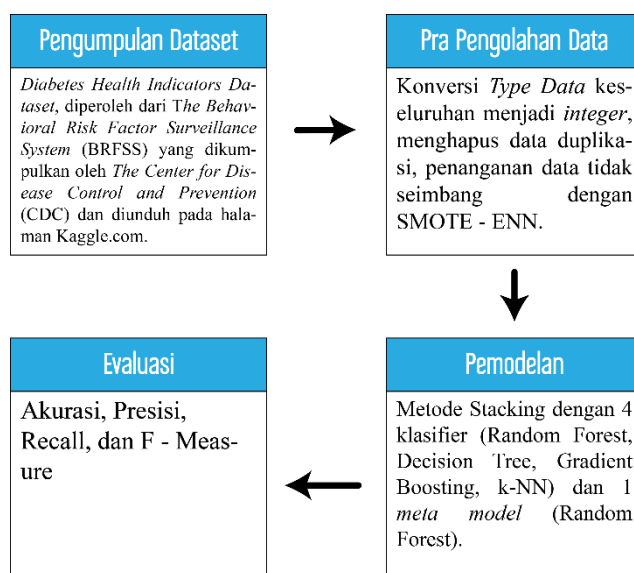 Pengumpulan Dataset
Diabetes Health Indicators Da-
taset, diperoleh dari The Behav-
ioral Risk Factor Surveillance
System (BRFSS) yang dikum-
pulkan oleh The Center for Dis-
ease Control and Prevention
(CDC) dan diunduh pada hala-
man Kaggle.com.
Pra Pengolahan Data
Konversi Type Data kes-
eluruhan menjadi integer,
menghapus data duplika-
si, penanganan data tidak
seimbang dengan
SMOTE - ENN.
Pemodelan
Metode Stacking dengan 4
klasifier (Random Forest,
Decision Tree, Gradient
Boosting, k-NN) dan 1
meta model (Random
Forest).
Evaluasi
Akurasi, Presisi,
Recall, dan F - Meas-
ure